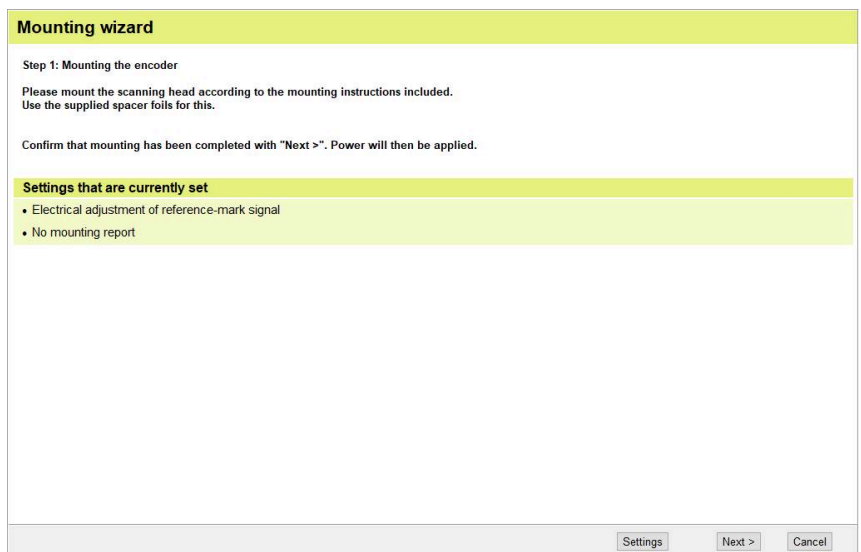 Mounting wizard
Step 1: Mounting the encoder
Please mount the scanning head according to the mounting instructions included.
Use the supplied spacer foils for this.
Confirm that mounting has been completed with "Next >". Power will then be applied.
Settings that are currently set
• Electrical adjustment of reference-mark signal
• No mounting report
Settings Next > Cancel